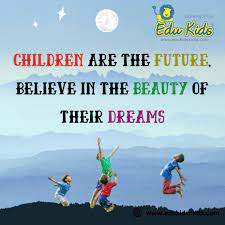 Edu Kids
CHILDREN ARE THE FUTURE,
BELIEVE IN THE BEAUTY OF
THEIR DREAMS